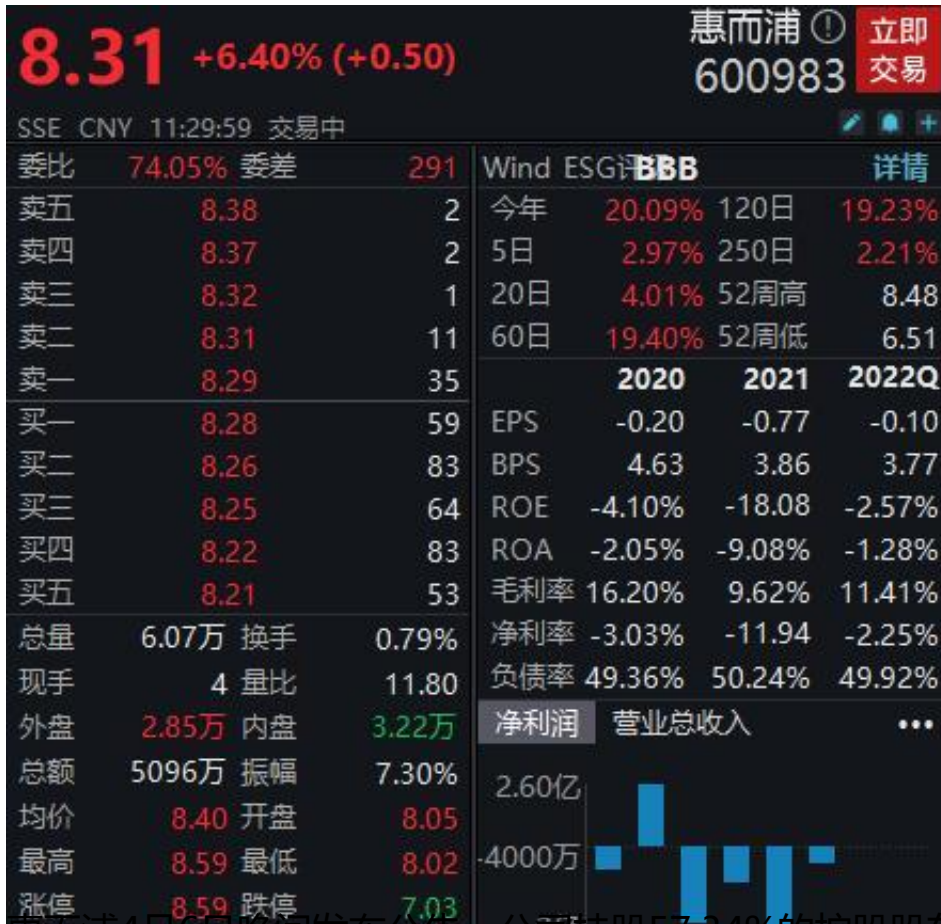 8.31 +6.40% (+0.50)
惠而浦
600983
立即
交易
SSE CNY 11:29:59 交易中
委比 74.05% 委差 291
卖五 8.38 2
卖四 8.37 2
卖三 8.32 1
卖二 8.31 11
卖一 8.29 35
买一 8.28 59
买二 8.26 83
买三 8.25 64
买四 8.22 83
买五 8.21 53
总量 6.07万 换手 0.79%
现手 4 量比 11.80
外盘 2.85万 内盘 3.22万
总额 5096万 振幅 7.30%
均价 8.40 开盘 8.05
最高 8.59 最低 8.02
涨停 8.59 跌停 7.03
Wind ESG评 BBB 详情
今年 20.09% 120日 19.23%
5日 2.97% 250日 2.21%
20日 4.01% 52周高 8.48
60日 19.40% 52周低 6.51
2020 2021 2022Q
EPS -0.20 -0.77 -0.10
BPS 4.63 3.86 3.77
ROE -4.10% -18.08 -2.57%
ROA -2.05% -9.08% -1.28%
毛利率 16.20% 9.62% 11.41%
净利率 -3.03% -11.94 -2.25%
负债率 49.36% 50.24% 49.92%
净利润 营业总收入
2.60亿
-4000万